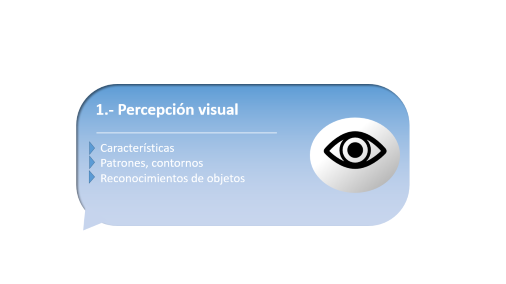 1.- Percepción visual
Características
Patrones, contornos
Reconocimientos de objetos